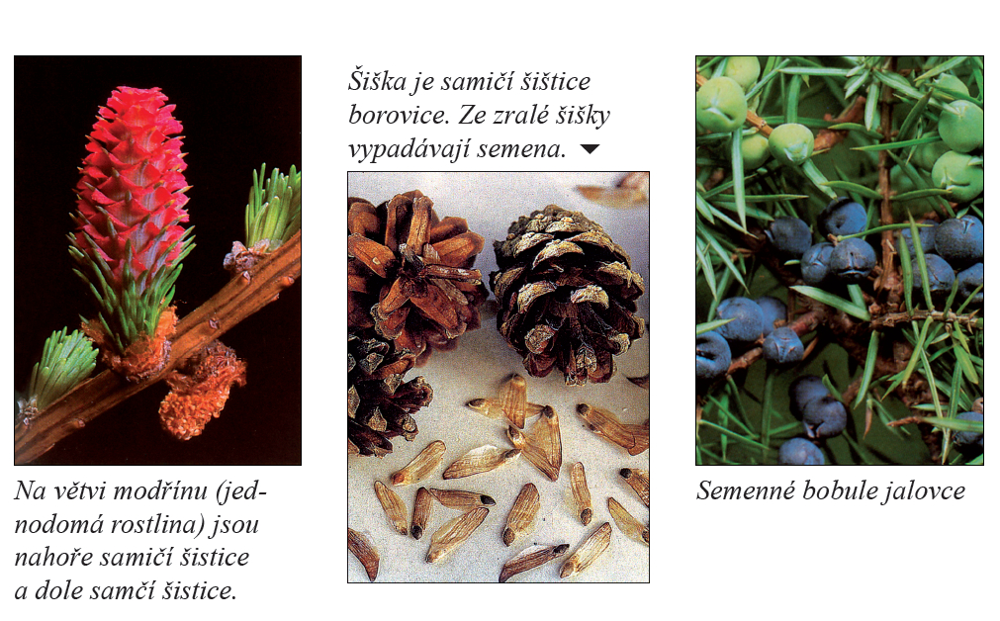 Šiška je samičí šištice
borovice. Ze zralé šišky
vypadávají semena.
Na větvi modřínu (jed-
nodomá rostlina) jsou
nahoře samičí šistice
a dole samčí šistice.
Semenné bobule jalovce